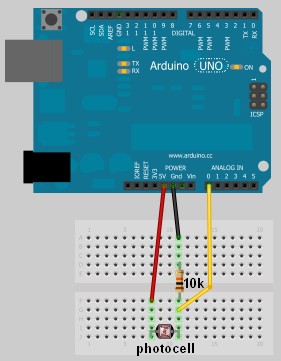 SCL
SDA
AREF
GND
13
12
11 PWM
10 PWM
9 PWM
8
DIGITAL
7
6 PWM
5 PWM
4
3 PWM
2
1 TX
0 RX
L
TX
RX
Arduino UNO
ON
1
ICSP
www.arduino.cc
POWER
ANALOG IN
IOREF
RESET
3V3
5V
Gnd
Vin
0 1 2 3 4 5
10k
photocell